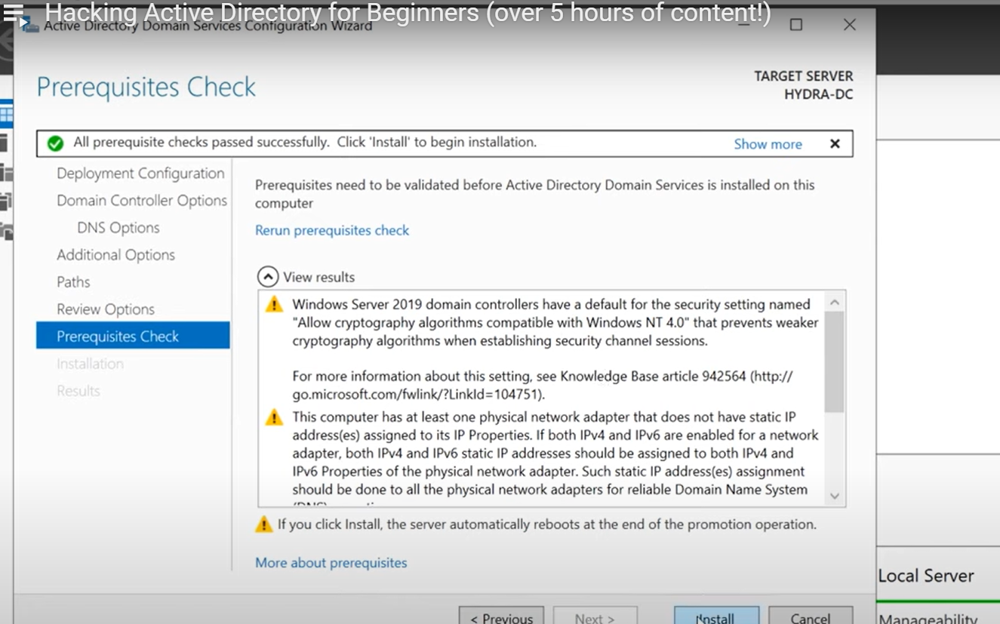 Hacking Active Directory for Beginners (over 5 hours of content!)
Active Directory Domain Services Configuration Wizard
Prerequisites Check
TARGET SERVER
HYDRA-DC
All prerequisite checks passed successfully. Click 'Install' to begin installation.
Show more
Deployment Configuration
Domain Controller Options
DNS Options
Additional Options
Paths
Review Options
Prerequisites Check
Installation
Results
Prerequisites need to be validated before Active Directory Domain Services is installed on this
computer
Rerun prerequisites check
View results
Windows Server 2019 domain controllers have a default for the security setting named
"Allow cryptography algorithms compatible with Windows NT 4.0" that prevents weaker
cryptography algorithms when establishing security channel sessions.
For more information about this setting, see Knowledge Base article 942564 (http://
go.microsoft.com/fwlink/?LinkId=104751).
This computer has at least one physical network adapter that does not have static IP
address(es) assigned to its IP Properties. If both IPv4 and IPv6 are enabled for a network
adapter, both IPv4 and IPv6 static IP addresses should be assigned to both IPv4 and
IPv6 Properties of the physical network adapter. Such static IP address(es) assignment
should be done to all the physical network adapters for reliable Domain Name System
If you click Install, the server automatically reboots at the end of the promotion operation.
More about prerequisites
< Previous
Next >
Install
Cancel
Local Server
Manageability